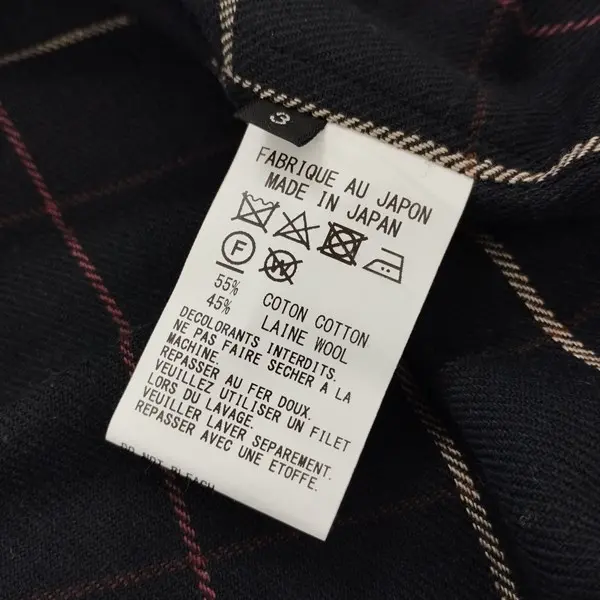 3
FABRIQUE AU JAPON
MADE IN JAPAN
F
W
55% COTON COTTON
45% LAINE WOOL
DECOLORANTS INTERDITS.
NE PAS FAIRE SECHER A LA
MACHINE.
REPASSER AU FER DOUX.
VEUILLEZ UTILISER UN FILET
LORS DU LAVAGE.
VEUILLER LAVER SEPAREMENT.
REPASSER AVEC UNE ETOFFE.
DO NOT BLEACH